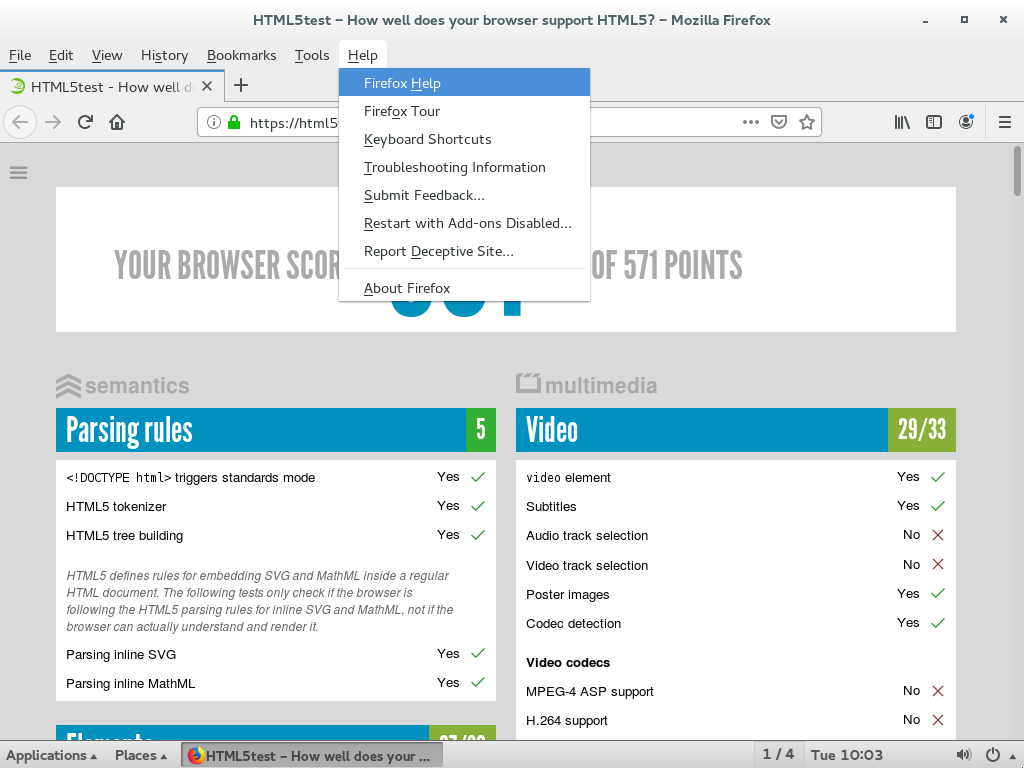 HTML5test – How well does your browser support HTML5? – Mozilla Firefox
File Edit View History Bookmarks Tools Help
HTML5test - How well d
https://html5
Firefox Help
Firefox Tour
Keyboard Shortcuts
Troubleshooting Information
Submit Feedback...
Restart with Add-ons Disabled...
Report Deceptive Site...
About Firefox
YOUR BROWSER SCOR OF 571 POINTS
semantics
Parsing rules 5
<!DOCTYPE html> triggers standards mode Yes
HTML5 tokenizer Yes
HTML5 tree building Yes
HTML5 defines rules for embedding SVG and MathML inside a regular
HTML document. The following tests only check if the browser is
following the HTML5 parsing rules for inline SVG and MathML, not if the
browser can actually understand and render it.
Parsing inline SVG Yes
Parsing inline MathML Yes
Elements
multimedia
Video 29/33
video element Yes
Subtitles Yes
Audio track selection No
Video track selection No
Poster images Yes
Codec detection Yes
Video codecs
MPEG-4 ASP support No
H.264 support No
Applications Places HTML5test – How well does your ... 1 / 4 Tue 10:03